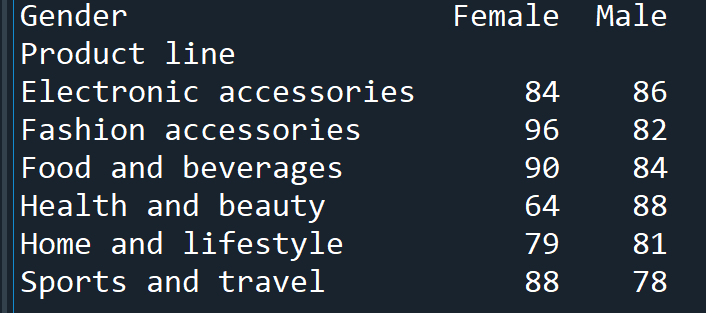 Gender Female Male
Product line
Electronic accessories 84 86
Fashion accessories 96 82
Food and beverages 90 84
Health and beauty 64 88
Home and lifestyle 79 81
Sports and travel 88 78